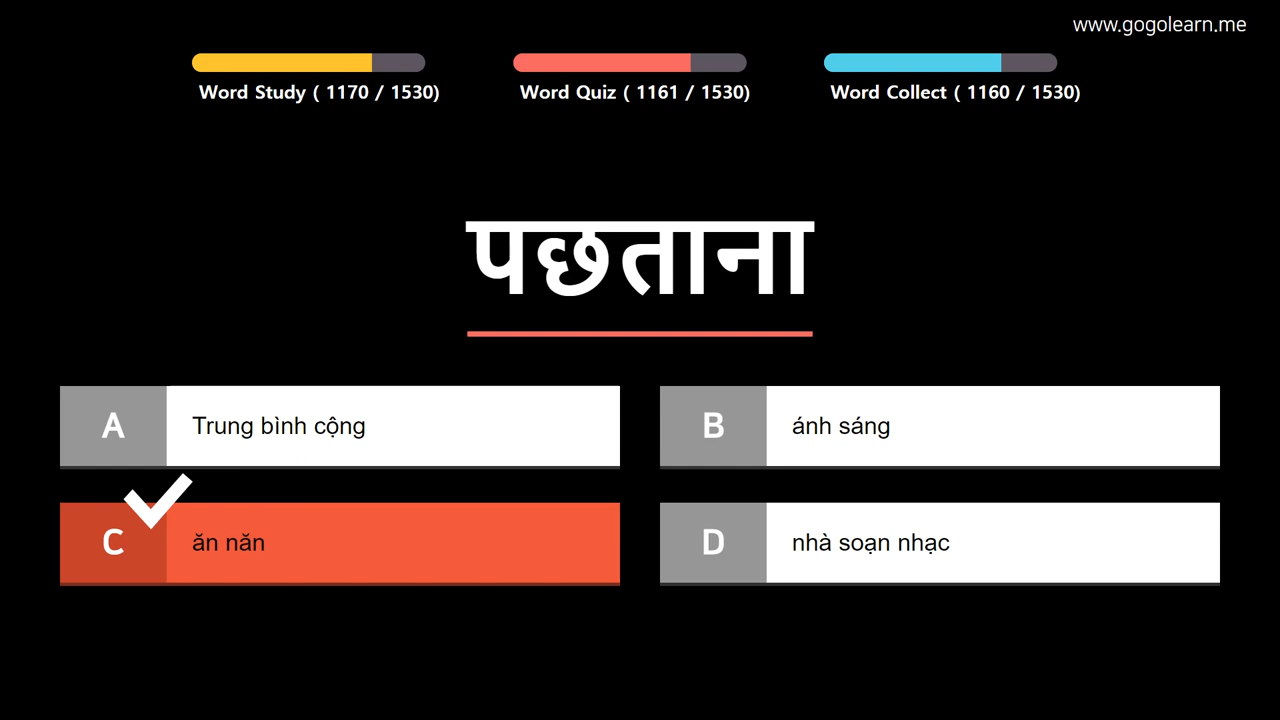 www.gogolearn.me
Word Study ( 1170 / 1530)
Word Quiz ( 1161 / 1530)
Word Collect ( 1160 / 1530)
पछताना
A
Trung bình cộng
B
ánh sáng
C
ăn năn
D
nhà soạn nhạc